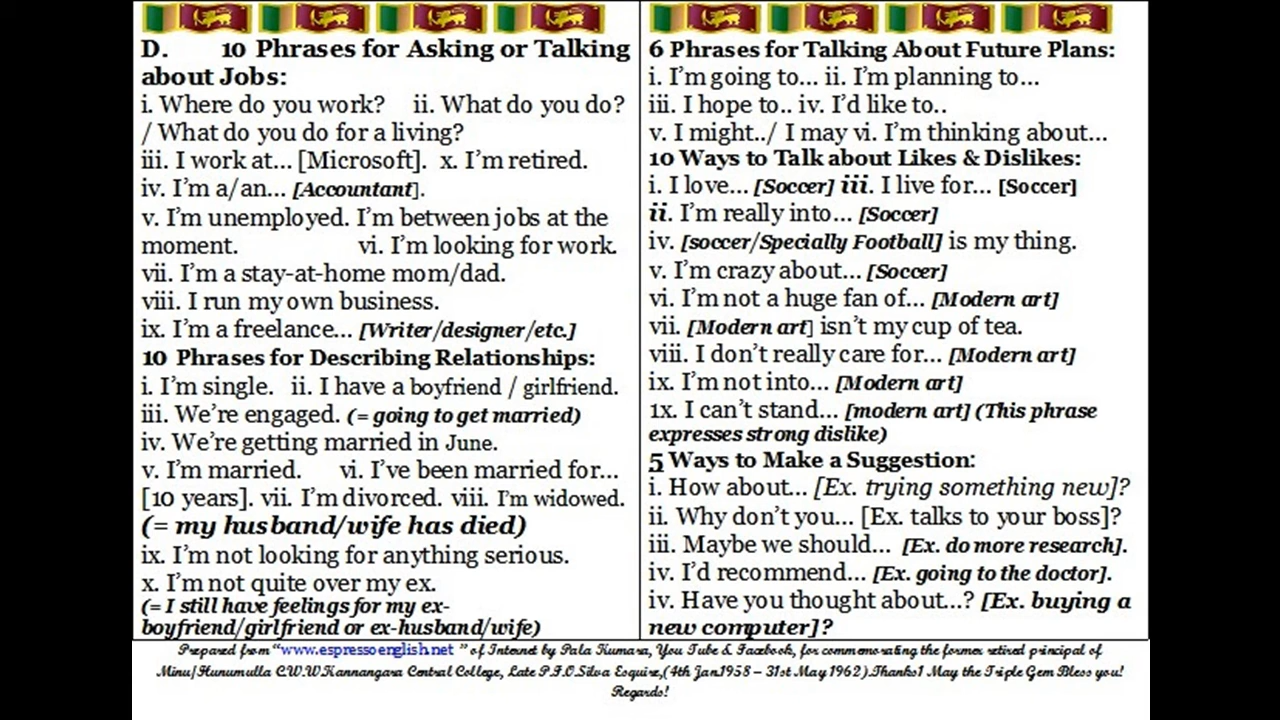 D. 10 Phrases for Asking or Talking
about Jobs:
i. Where do you work? ii. What do you do?
/ What do you do for a living?
iii. I work at... [Microsoft]. x. I'm retired.
iv. I'm a/an... [Accountant].
v. I'm unemployed. I'm between jobs at the
moment. vi. I'm looking for work.
vii. I'm a stay-at-home mom/dad.
viii. I run my own business.
ix. I'm a freelance... [Writer/designer/etc.]
10 Phrases for Describing Relationships:
i. I'm single. ii. I have a boyfriend / girlfriend.
iii. We're engaged. (= going to get married)
iv. We're getting married in June.
v. I'm married. vi. I've been married for...
[10 years]. vii. I'm divorced. viii. I'm widowed.
(= my husband/wife has died)
ix. I'm not looking for anything serious.
x. I'm not quite over my ex.
(= I still have feelings for my ex-
boyfriend/girlfriend or ex-husband/wife)
6 Phrases for Talking About Future Plans:
i. I'm going to... ii. I'm planning to...
iii. I hope to.. iv. I'd like to..
v. I might../ I may vi. I'm thinking about...
10 Ways to Talk about Likes & Dislikes:
i. I love... [Soccer] iii. I live for... [Soccer]
ii. I'm really into... [Soccer]
iv. [soccer/Specially Football] is my thing.
v. I'm crazy about... [Soccer]
vi. I'm not a huge fan of... [Modern art]
vii. [Modern art] isn't my cup of tea.
viii. I don't really care for... [Modern art]
ix. I'm not into... [Modern art]
1x. I can't stand... [modern art] (This phrase
expresses strong dislike)
5 Ways to Make a Suggestion:
i. How about... [Ex. trying something new]?
ii. Why don't you... [Ex. talks to your boss]?
iii. Maybe we should... [Ex. do more research].
iv. I'd recommend... [Ex. going to the doctor].
iv. Have you thought about...? [Ex. buying a
new computer]?
Prepared from "www.espressoenglish.net " of Internet by Pala Kumara, You Tube & Facebook, for commemorating the former retired principal of
Minu/Hunumulla C.W.W.Kannangara Central College, Late P.F.O.Silva Esquire,(4th Jan1958 – 31st May 1962).Thanks1 May the Triple Gem Bless you!
Regards!